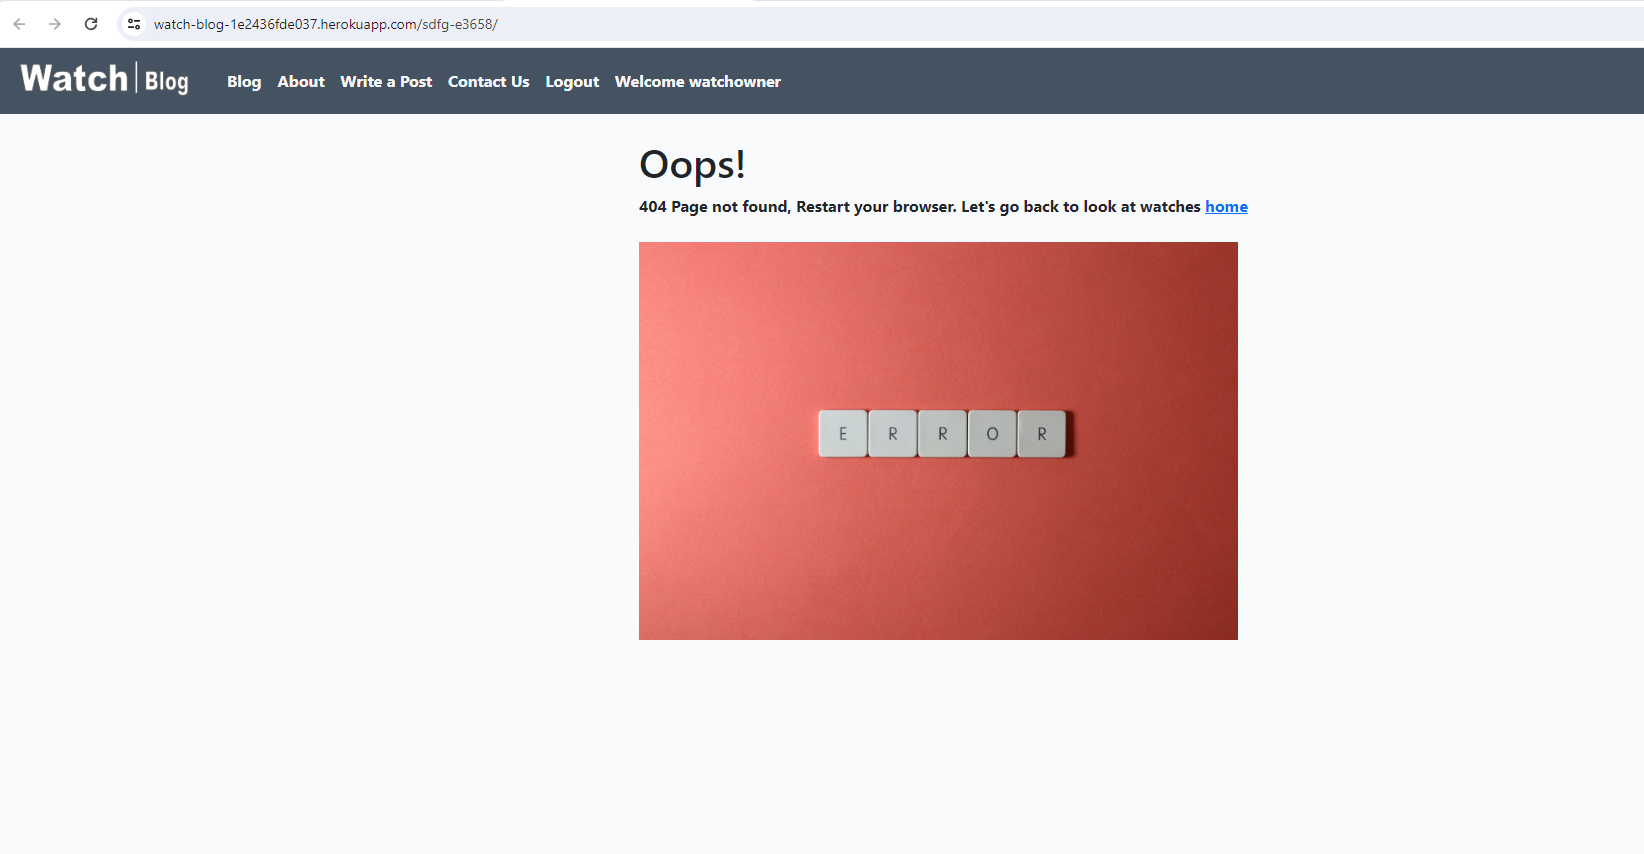 watch-blog-1e2436fde037.herokuapp.com/sdfg-e3658/
Watch | Blog Blog About Write a Post Contact Us Logout Welcome watchowner
Oops!
404 Page not found, Restart your browser. Let's go back to look at watches home
E R R O R